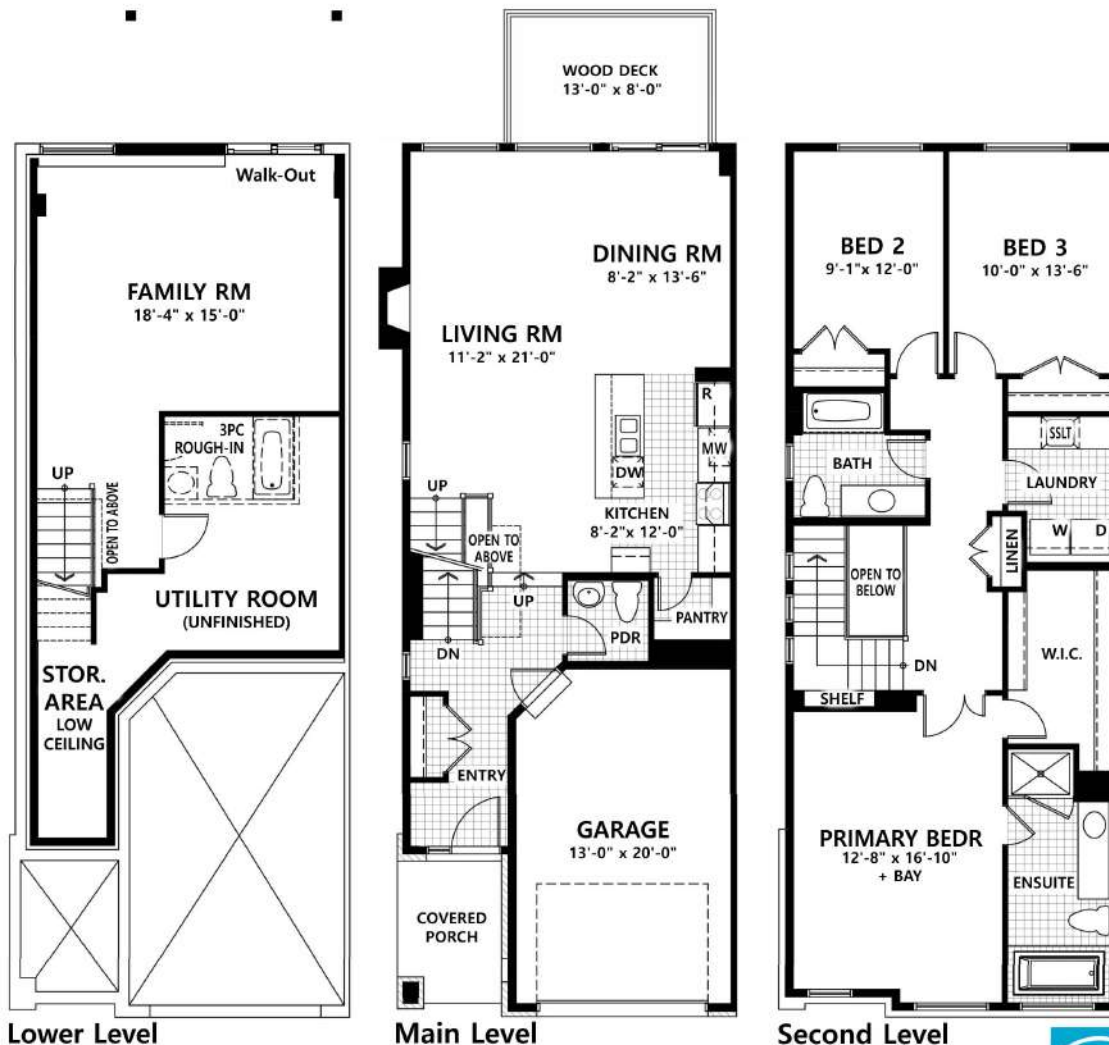 Walk-Out
FAMILY RM
18'-4" x 15'-0"
3PC
ROUGH-IN
UP
OPEN TO ABOVE
UTILITY ROOM
(UNFINISHED)
STOR.
AREA
LOW
CEILING
Lower Level
WOOD DECK
13'-0" x 8'-0"
DINING RM
8'-2" x 13'-6"
LIVING RM
11'-2" x 21'-0"
R
MW
DW
KITCHEN
8'-2"x 12'-0"
UP
OPEN TO
ABOVE
UP
PDR
PANTRY
DN
ENTRY
GARAGE
13'-0" x 20'-0"
COVERED
PORCH
Main Level
BED 2
9'-1"x 12'-0"
BED 3
10'-0" x 13'-6"
SSLT
BATH
LAUNDRY
W
D
LINEN
OPEN TO
BELOW
W.I.C.
DN
SHELF
PRIMARY BEDR
12'-8" x 16'-10"
+ BAY
ENSUITE
Second Level